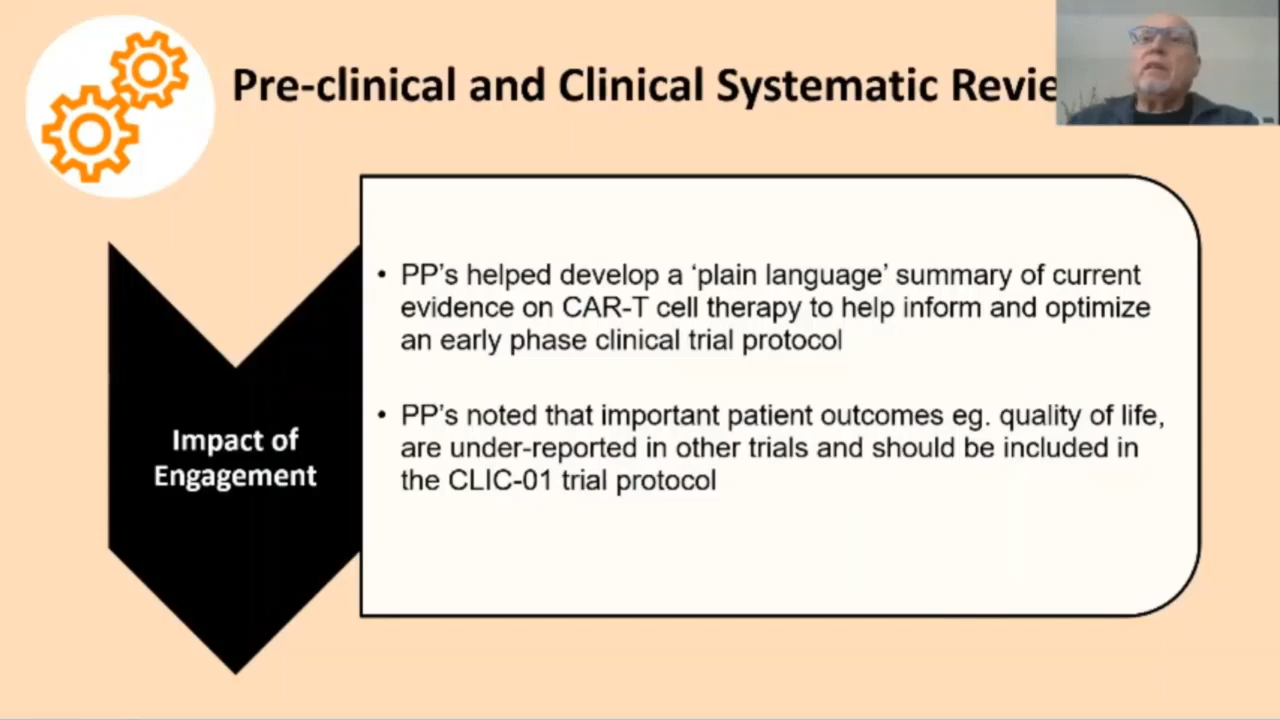 Pre-clinical and Clinical Systematic Revie
• PP's helped develop a ‘plain language’ summary of current
evidence on CAR-T cell therapy to help inform and optimize
an early phase clinical trial protocol
• PP's noted that important patient outcomes eg. quality of life,
are under-reported in other trials and should be included in
the CLIC-01 trial protocol
Impact of
Engagement